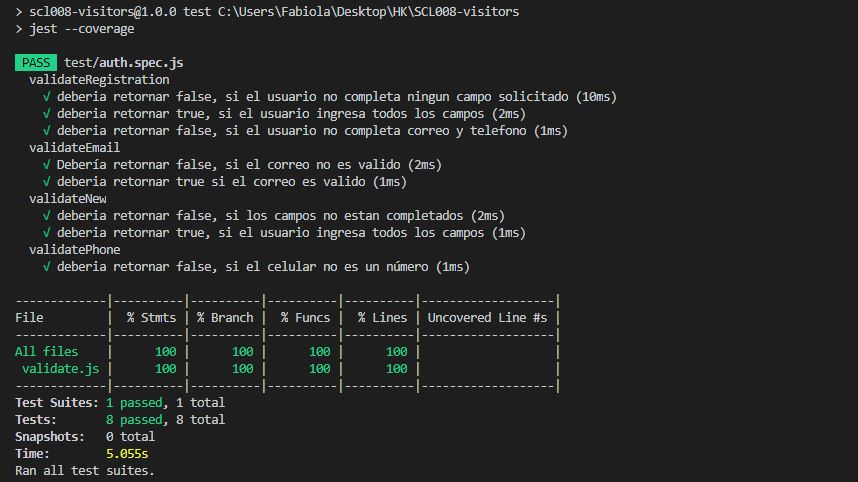 > scl008-visitors@1.0.0 test C:\Users\Fabiola\Desktop\HK\SCL008-visitors
> jest --coverage
PASS test/auth.spec.js
validateRegistration
√ deberia retornar false, si el usuario no completa ningun campo solicitado (10ms)
√ deberia retornar true, si el usuario ingresa todos los campos (2ms)
√ deberia retornar false, si el usuario no completa correo y telefono (1ms)
validateEmail
√ Debería retornar false, si el correo no es valido (2ms)
√ deberia retornar true si el correo es valido (1ms)
validateNew
√ deberia retornar false, si los campos no estan completados (2ms)
√ deberia retornar true, si el usuario ingresa todos los campos (1ms)
validatePhone
√ deberia retornar false, si el celular no es un número (1ms)
-------------|----------|----------|----------|----------|-------------------|
File         |  % Stmts | % Branch |  % Funcs |  % Lines | Uncovered Line #s |
-------------|----------|----------|----------|----------|-------------------|
All files    |      100 |      100 |      100 |      100 |                   |
 validate.js |      100 |      100 |      100 |      100 |                   |
-------------|----------|----------|----------|----------|-------------------|
Test Suites: 1 passed, 1 total
Tests:       8 passed, 8 total
Snapshots:   0 total
Time:        5.055s
Ran all test suites.